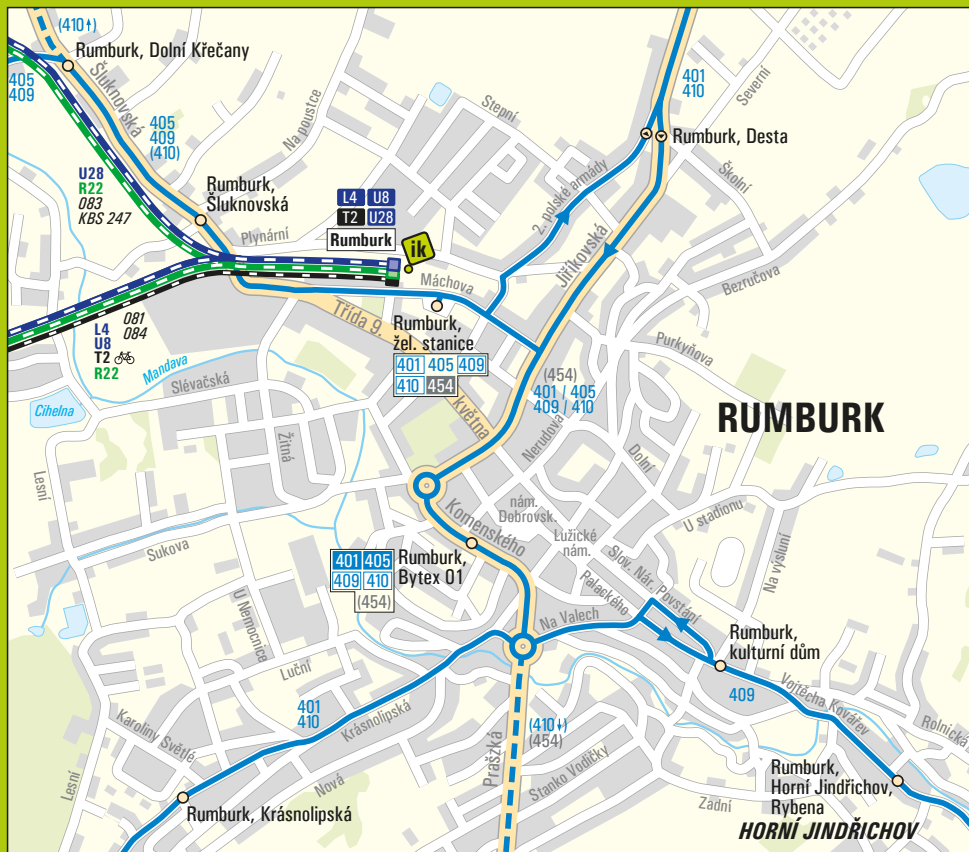 (410↑)
Rumburk, Dolní Křečany
405
409
Šluknovská
405
409
(410)
Na poustce
Stepní
401
410
Severní
Rumburk, Desta
Školní
U28
R22
083
KBS 247
Rumburk,
Šluknovská
Plynární
L4 U8
T2 U28
Rumburk
ik
Máchova
2. polské armády
Jiříkovská
Bezručova
Třída 9.
května
Rumburk,
žel. stanice
401 405 409
410 454
081
084
L4
U8
T2
R22
Mandava
Slévačská
Cihelna
Purkyňova
(454)
401 / 405
409 / 410
RUMBURK
Nerudova
Dolní
Žitná
Lesní
Komenského
nám.
Dobrovsk.
Lužické
nám.
U stadionu
Sukova
Na výsluní
Slov. Nár. Povstání
Palackého
401 405
409 410
(454)
Rumburk,
Bytex 01
U Nemocnice
Na Valech
Rumburk,
kulturní dům
Luční
409
Vojtěcha Kovářev
Rolnická
401
410
Krásnolipská
Karoliny Světlé
Lesní
Nová
Pražská
(410↓)
(454)
Stanko Vodičky
Zadní
Rumburk,
Horní Jindřichov,
Rybena
Rumburk, Krásnolipská
HORNÍ JINDŘICHOV